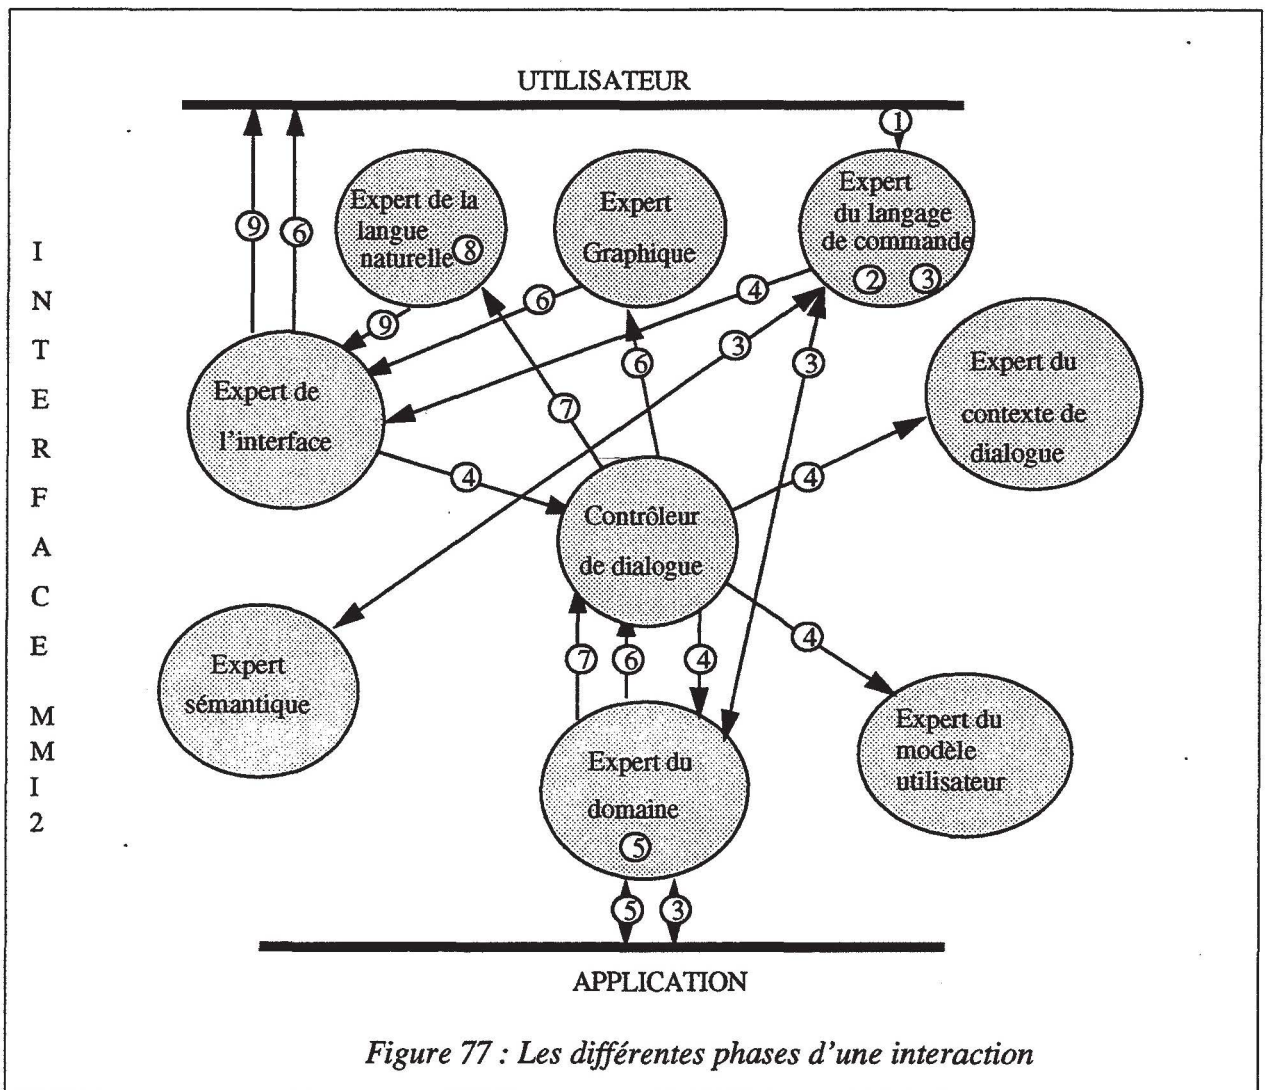 UTILISATEUR
1
Expert de la
langue
naturelle 8
Expert
Graphique
Expert
du langage
de commande
2 3
9
6
9
6
4
3
6
3
7
I
N
T
E
R
F
A
C
E
M
M
I
2
Expert de
l'interface
Expert du
contexte de
dialogue
4
4
Contrôleur
de dialogue
7
6
4
4
Expert
sémantique
Expert du
modèle
utilisateur
Expert du
domaine
5
5
3
APPLICATION
Figure 77 : Les différentes phases d'une interaction